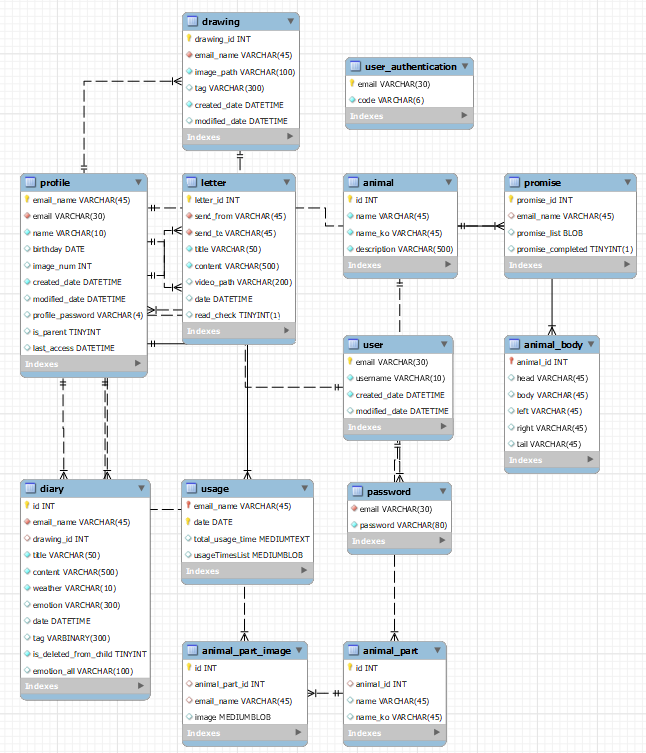 drawing
drawing_id INT
email_name VARCHAR(45)
image_path VARCHAR(100)
tag VARCHAR(300)
created_date DATETIME
modified_date DATETIME
Indexes
user_authentication
email VARCHAR(30)
code VARCHAR(6)
Indexes
profile
email_name VARCHAR(45)
email VARCHAR(30)
name VARCHAR(10)
birthday DATE
image_num INT
created_date DATETIME
modified_date DATETIME
profile_password VARCHAR(4)
is_parent TINYINT
last_access DATETIME
Indexes
letter
letter_id INT
send_from VARCHAR(45)
send_to VARCHAR(45)
title VARCHAR(50)
content VARCHAR(500)
video_path VARCHAR(200)
date DATETIME
read_check TINYINT(1)
Indexes
animal
id INT
name VARCHAR(45)
name_ko VARCHAR(45)
description VARCHAR(500)
Indexes
promise
promise_id INT
email_name VARCHAR(45)
promise_list BLOB
promise_completed TINYINT(1)
Indexes
user
email VARCHAR(30)
username VARCHAR(10)
created_date DATETIME
modified_date DATETIME
Indexes
animal_body
animal_id INT
head VARCHAR(45)
body VARCHAR(45)
left VARCHAR(45)
right VARCHAR(45)
tail VARCHAR(45)
Indexes
diary
id INT
email_name VARCHAR(45)
drawing_id INT
title VARCHAR(50)
content VARCHAR(500)
weather VARCHAR(10)
emotion VARCHAR(300)
date DATETIME
tag VARBINARY(300)
is_deleted_from_child TINYINT
emotion_all VARCHAR(100)
Indexes
usage
email_name VARCHAR(45)
date DATE
total_usage_time MEDIUMTEXT
usageTimesList MEDIUMBLOB
Indexes
password
email VARCHAR(30)
password VARCHAR(80)
Indexes
animal_part_image
id INT
animal_part_id INT
email_name VARCHAR(45)
image MEDIUMBLOB
Indexes
animal_part
id INT
animal_id INT
name VARCHAR(45)
name_ko VARCHAR(45)
Indexes